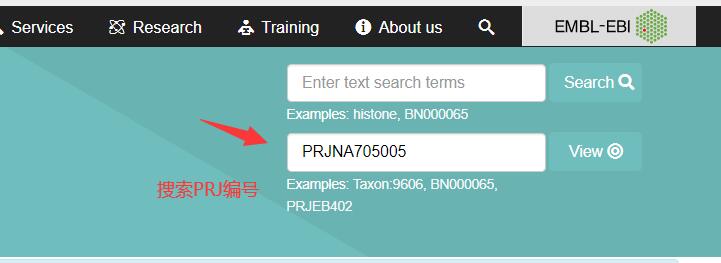 Services Research Training About us EMBL-EBI
Enter text search terms Search
Examples: histone, BN000065
PRJNA705005 View
搜索PRJ编号
Examples: Taxon:9606, BN000065,
PRJEB402